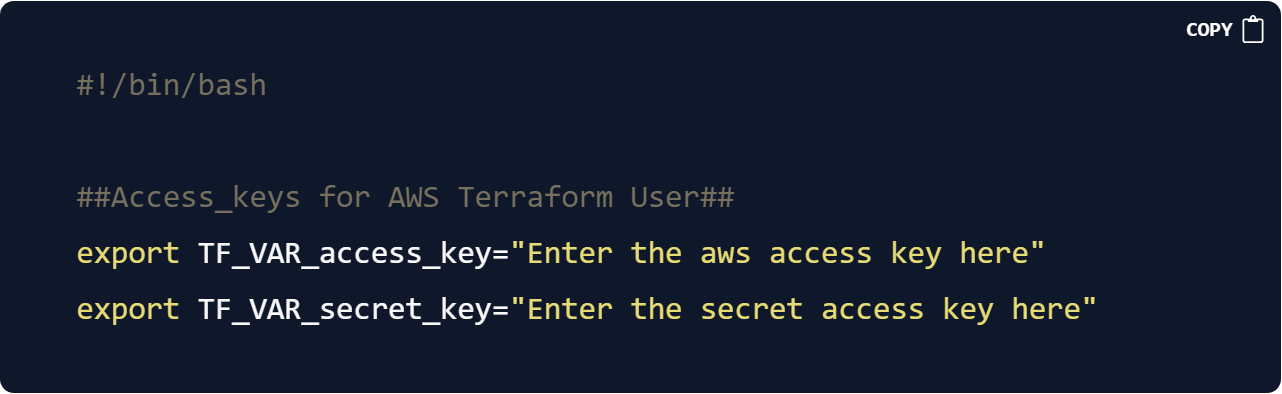 COPY
#!/bin/bash
##Access_keys for AWS Terraform User##
export TF_VAR_access_key="Enter the aws access key here"
export TF_VAR_secret_key="Enter the secret access key here"